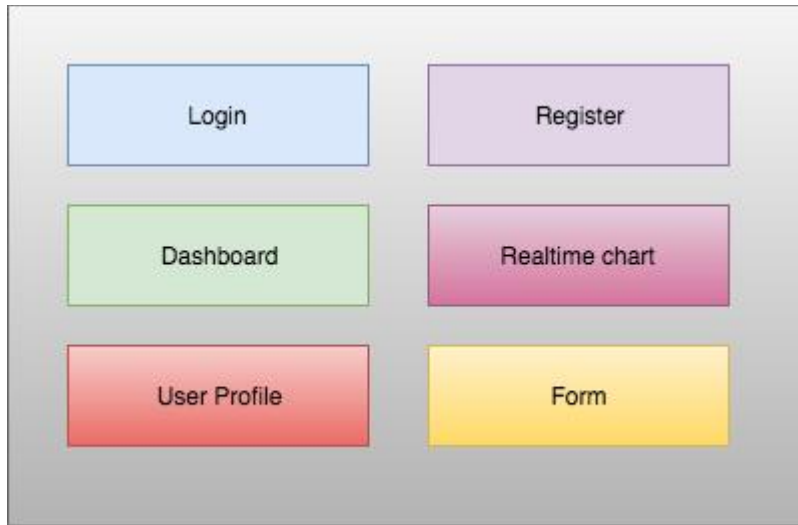 Login
Register
Dashboard
Realtime chart
User Profile
Form